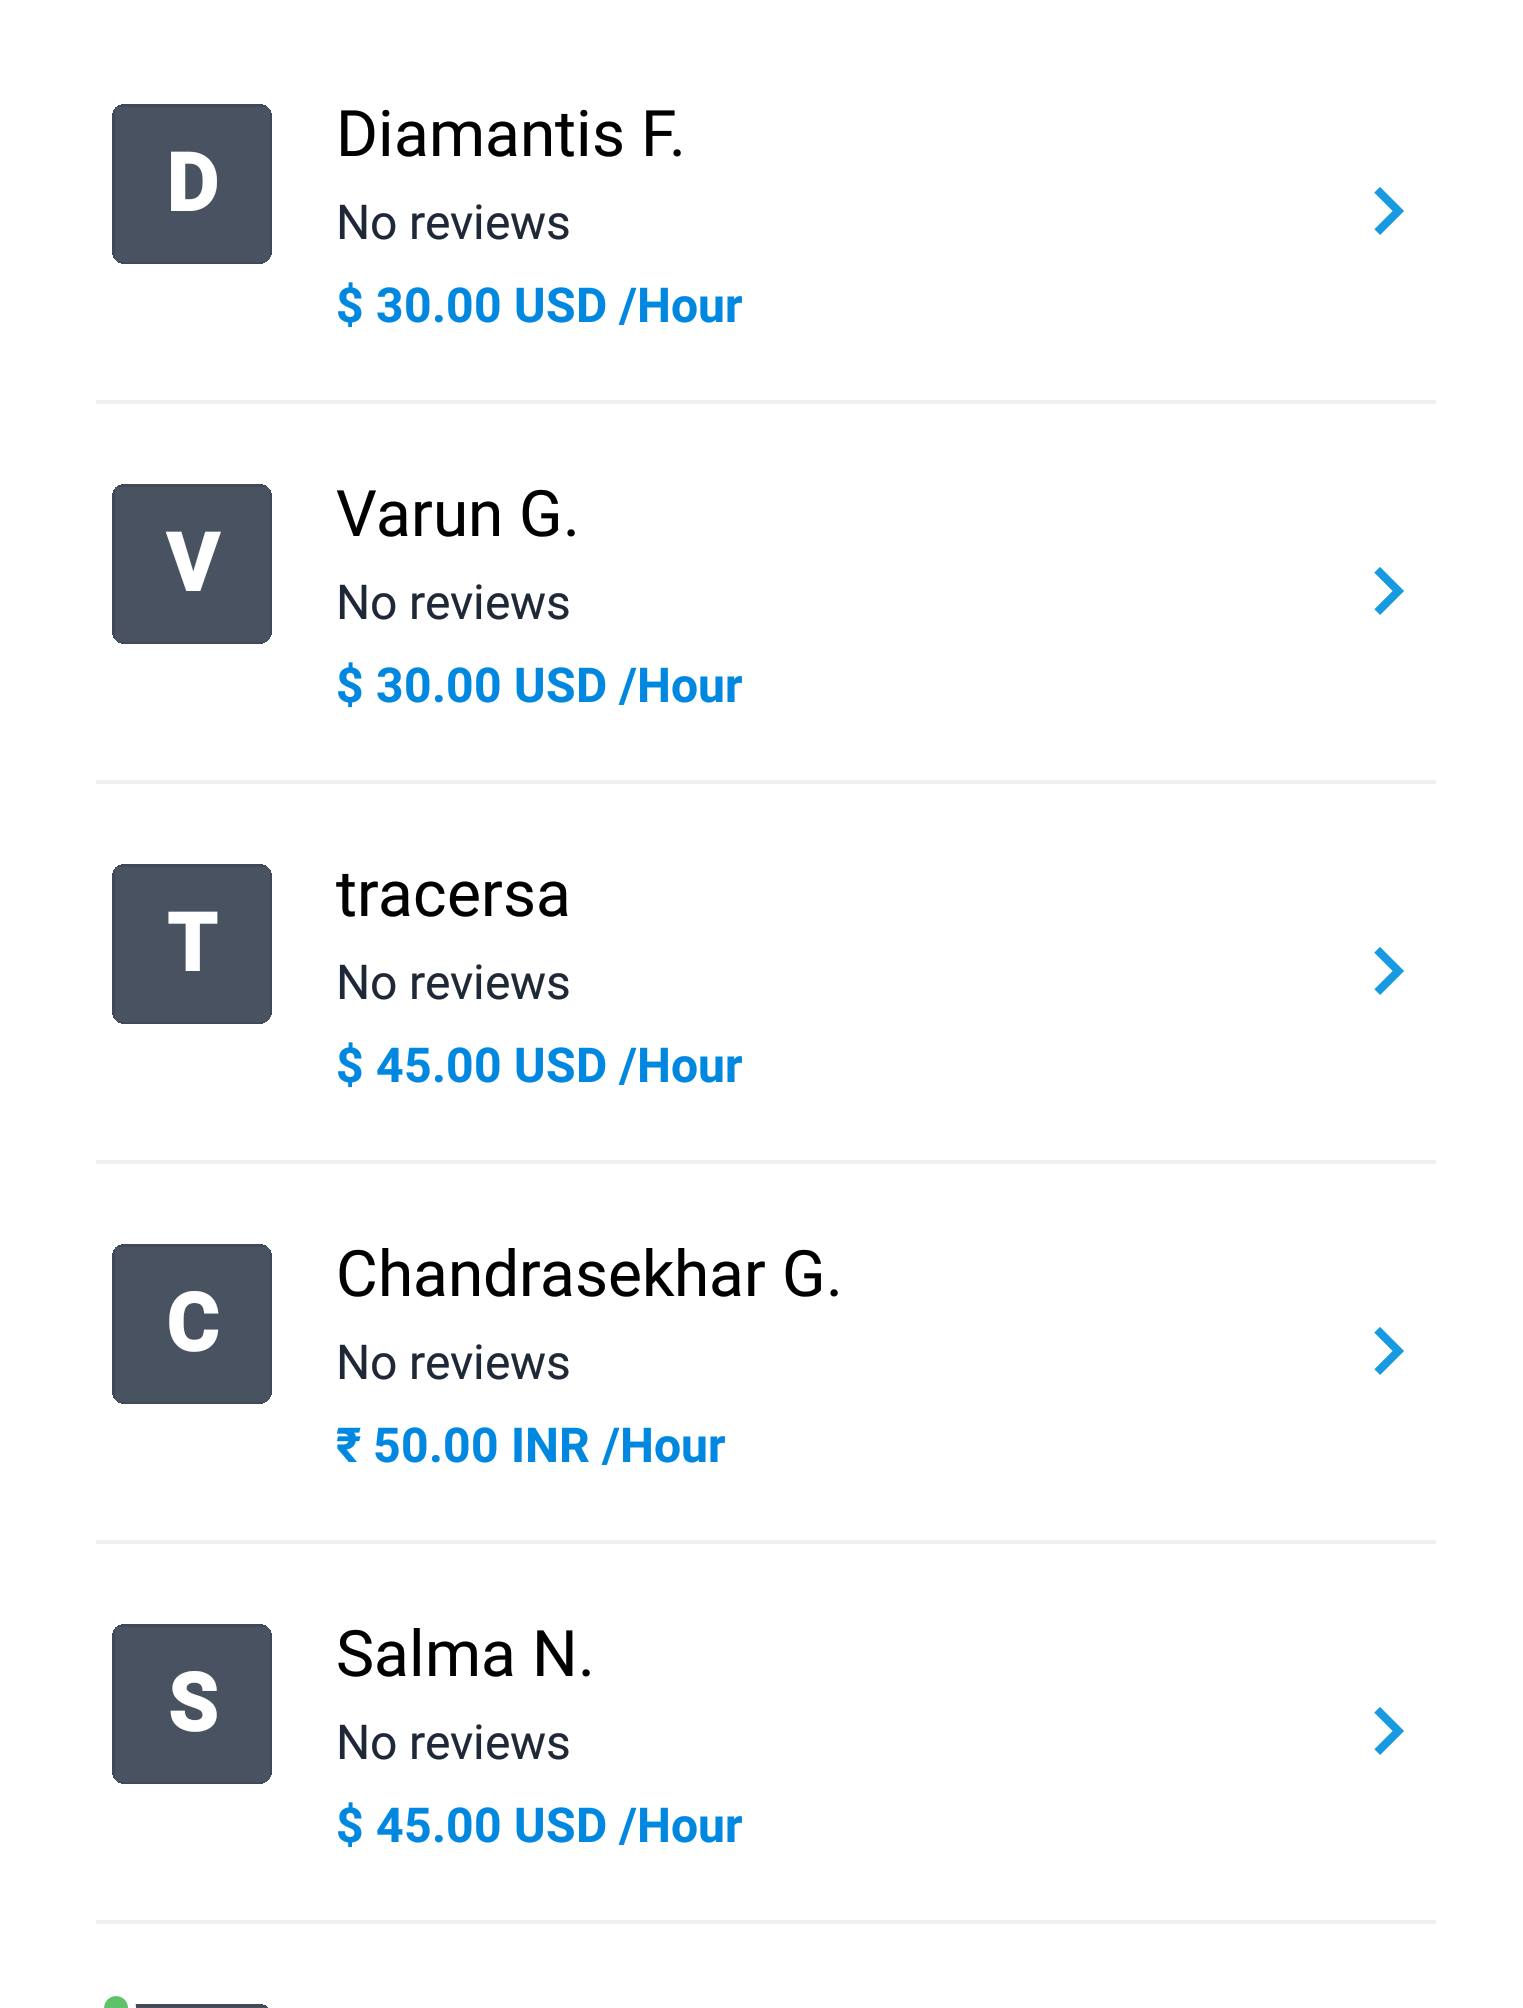 D
Diamantis F.
No reviews
$ 30.00 USD /Hour
V
Varun G.
No reviews
$ 30.00 USD /Hour
T
tracersa
No reviews
$ 45.00 USD /Hour
C
Chandrasekhar G.
No reviews
₹ 50.00 INR /Hour
S
Salma N.
No reviews
$ 45.00 USD /Hour